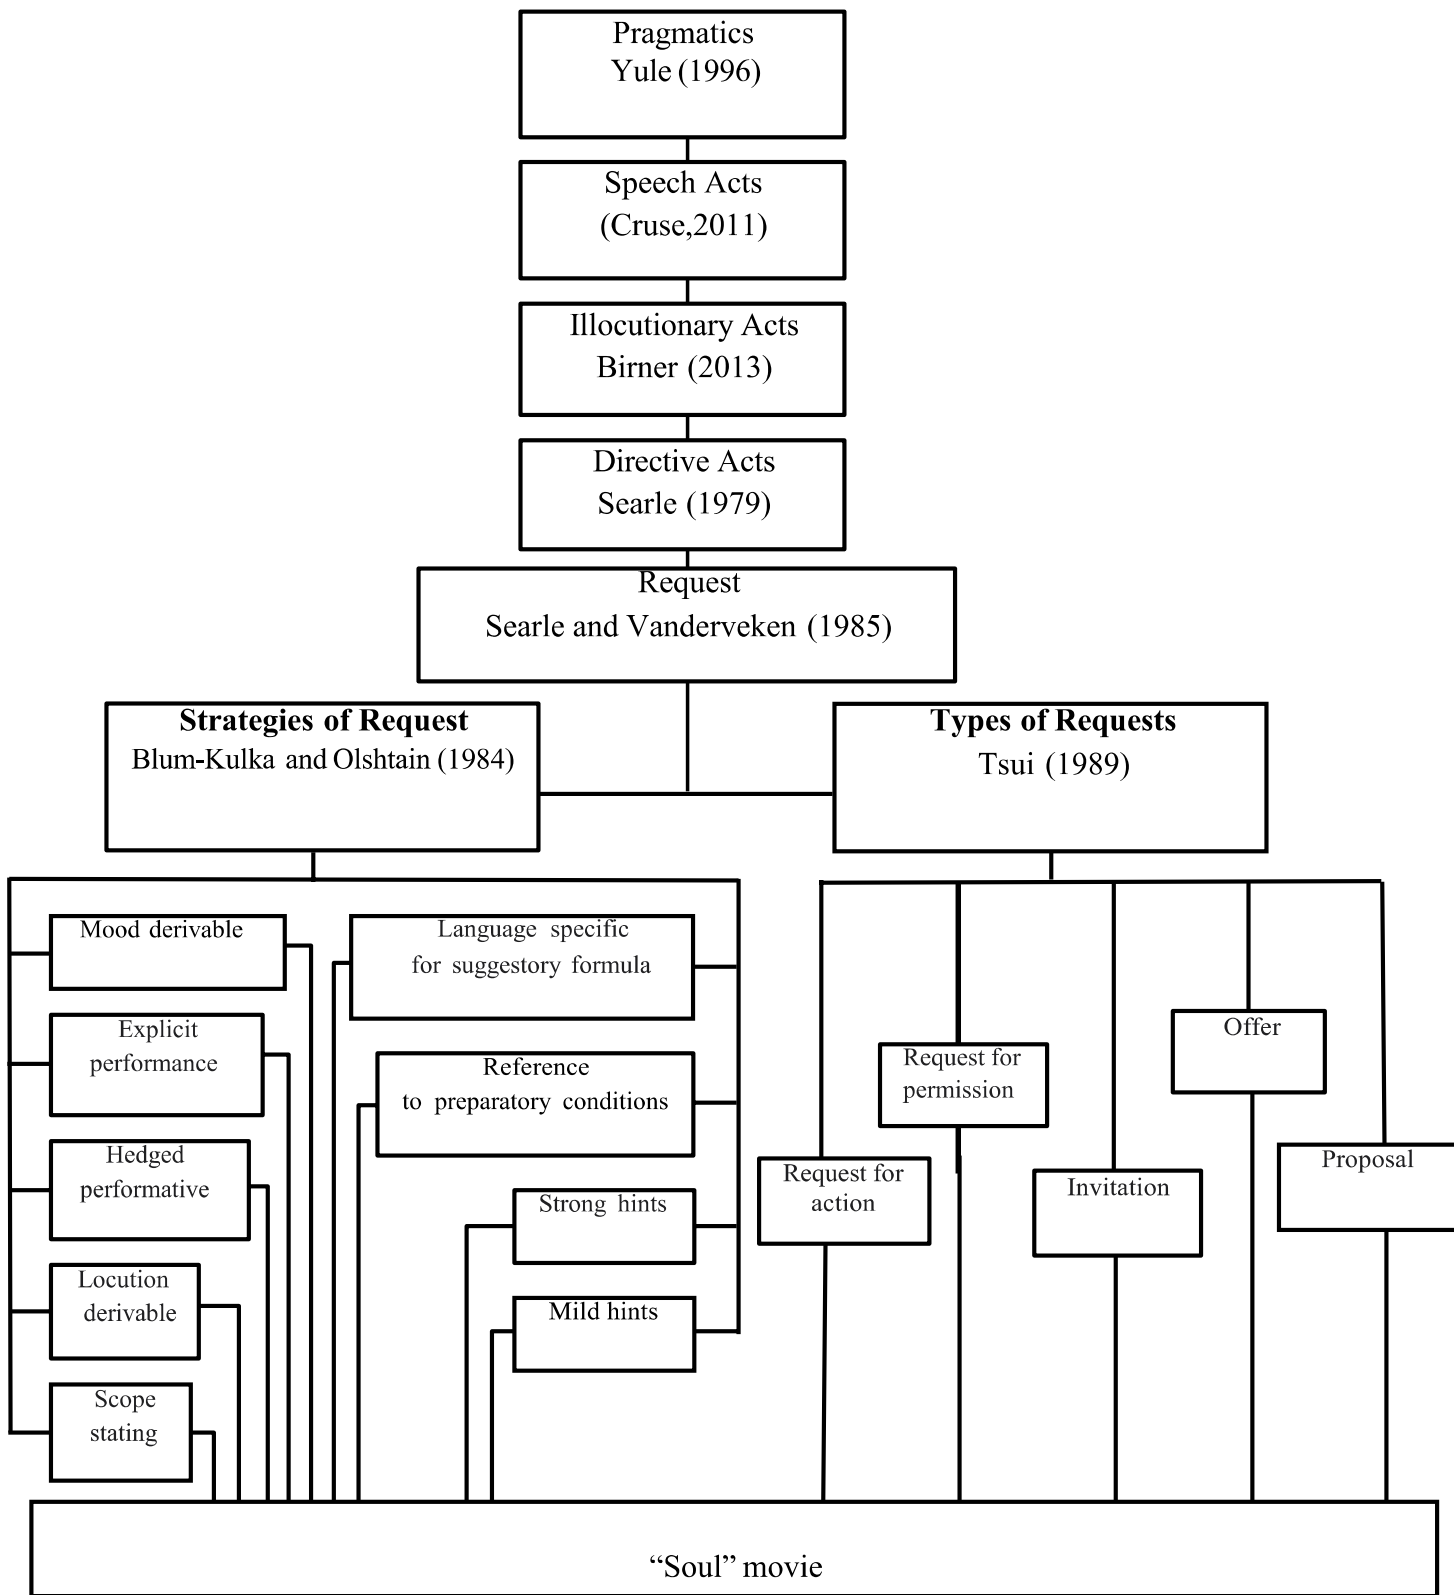 Pragmatics
Yule (1996)
Speech Acts
(Cruse,2011)
Illocutionary Acts
Birner (2013)
Directive Acts
Searle (1979)
Request
Searle and Vanderveken (1985)
Strategies of Request
Blum-Kulka and Olshtain (1984)
Types of Requests
Tsui (1989)
Mood derivable
Explicit
performance
Hedged
performative
Locution
derivable
Scope
stating
Language specific
for suggestory formula
Reference
to preparatory conditions
Strong hints
Mild hints
Request for
action
Request for
permission
Invitation
Offer
Proposal
“Soul” movie